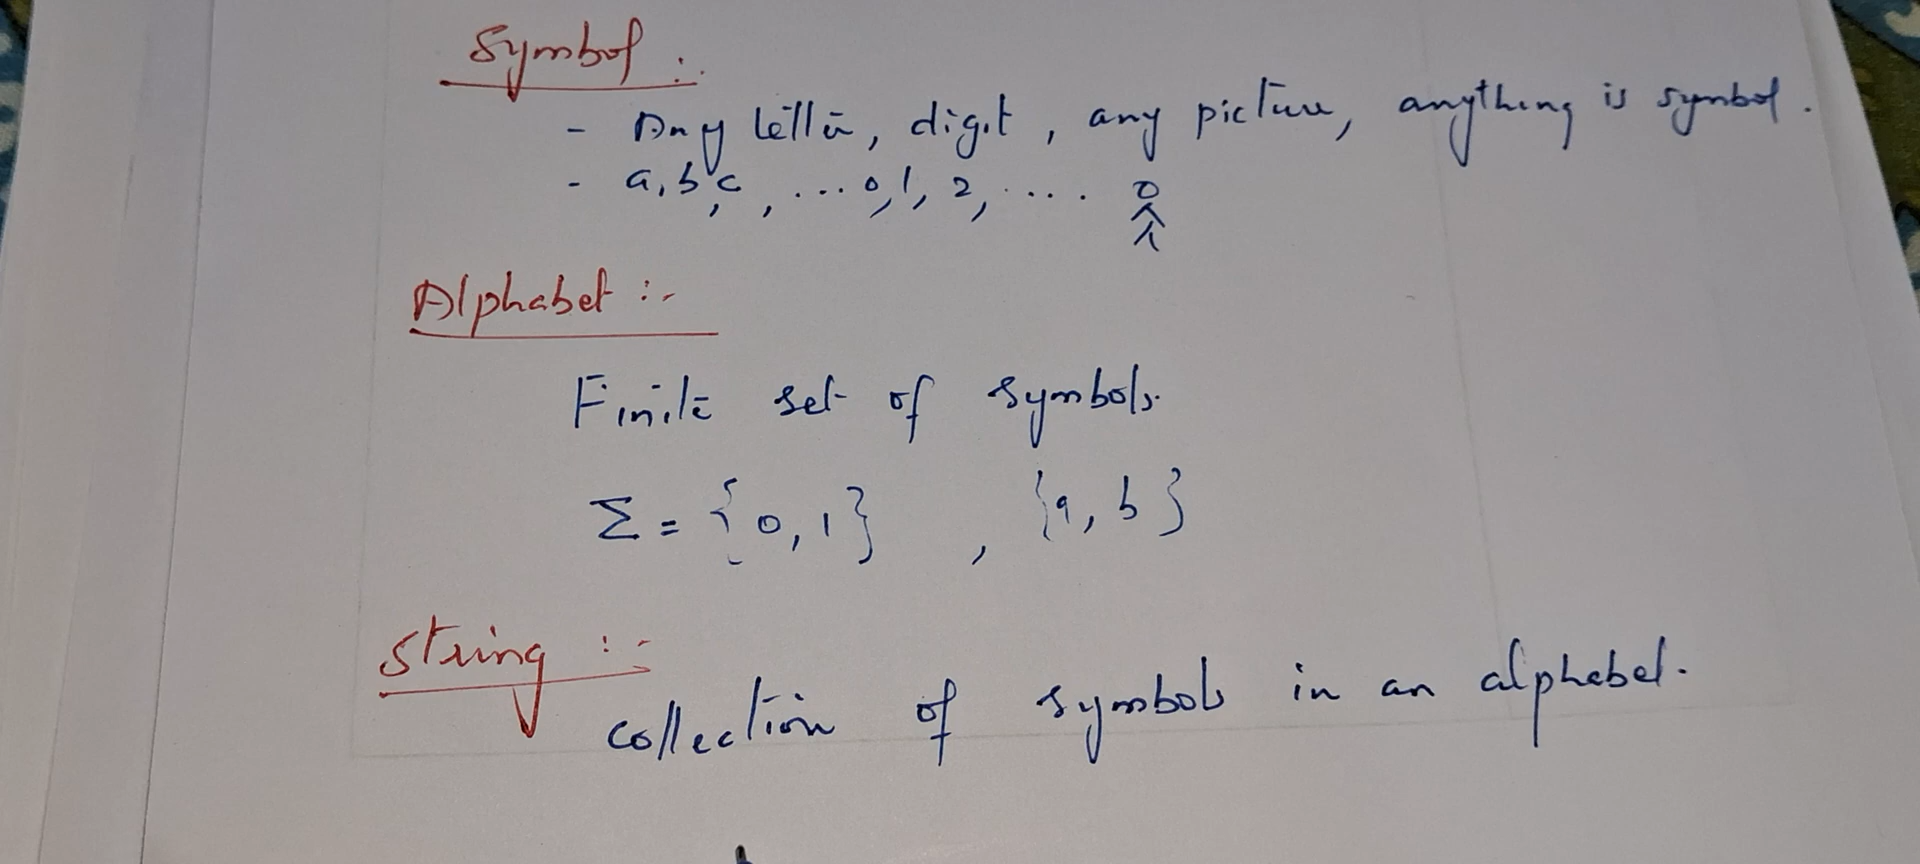 Symbol :-
- Any letter, digit, any picture, anything is symbol.
- a, b, c, ... 0, 1, 2, ....
Alphabet :-
Finite set of symbols.
Σ = {0, 1} , {a, b}
String :-
collection of symbols in an alphabet.